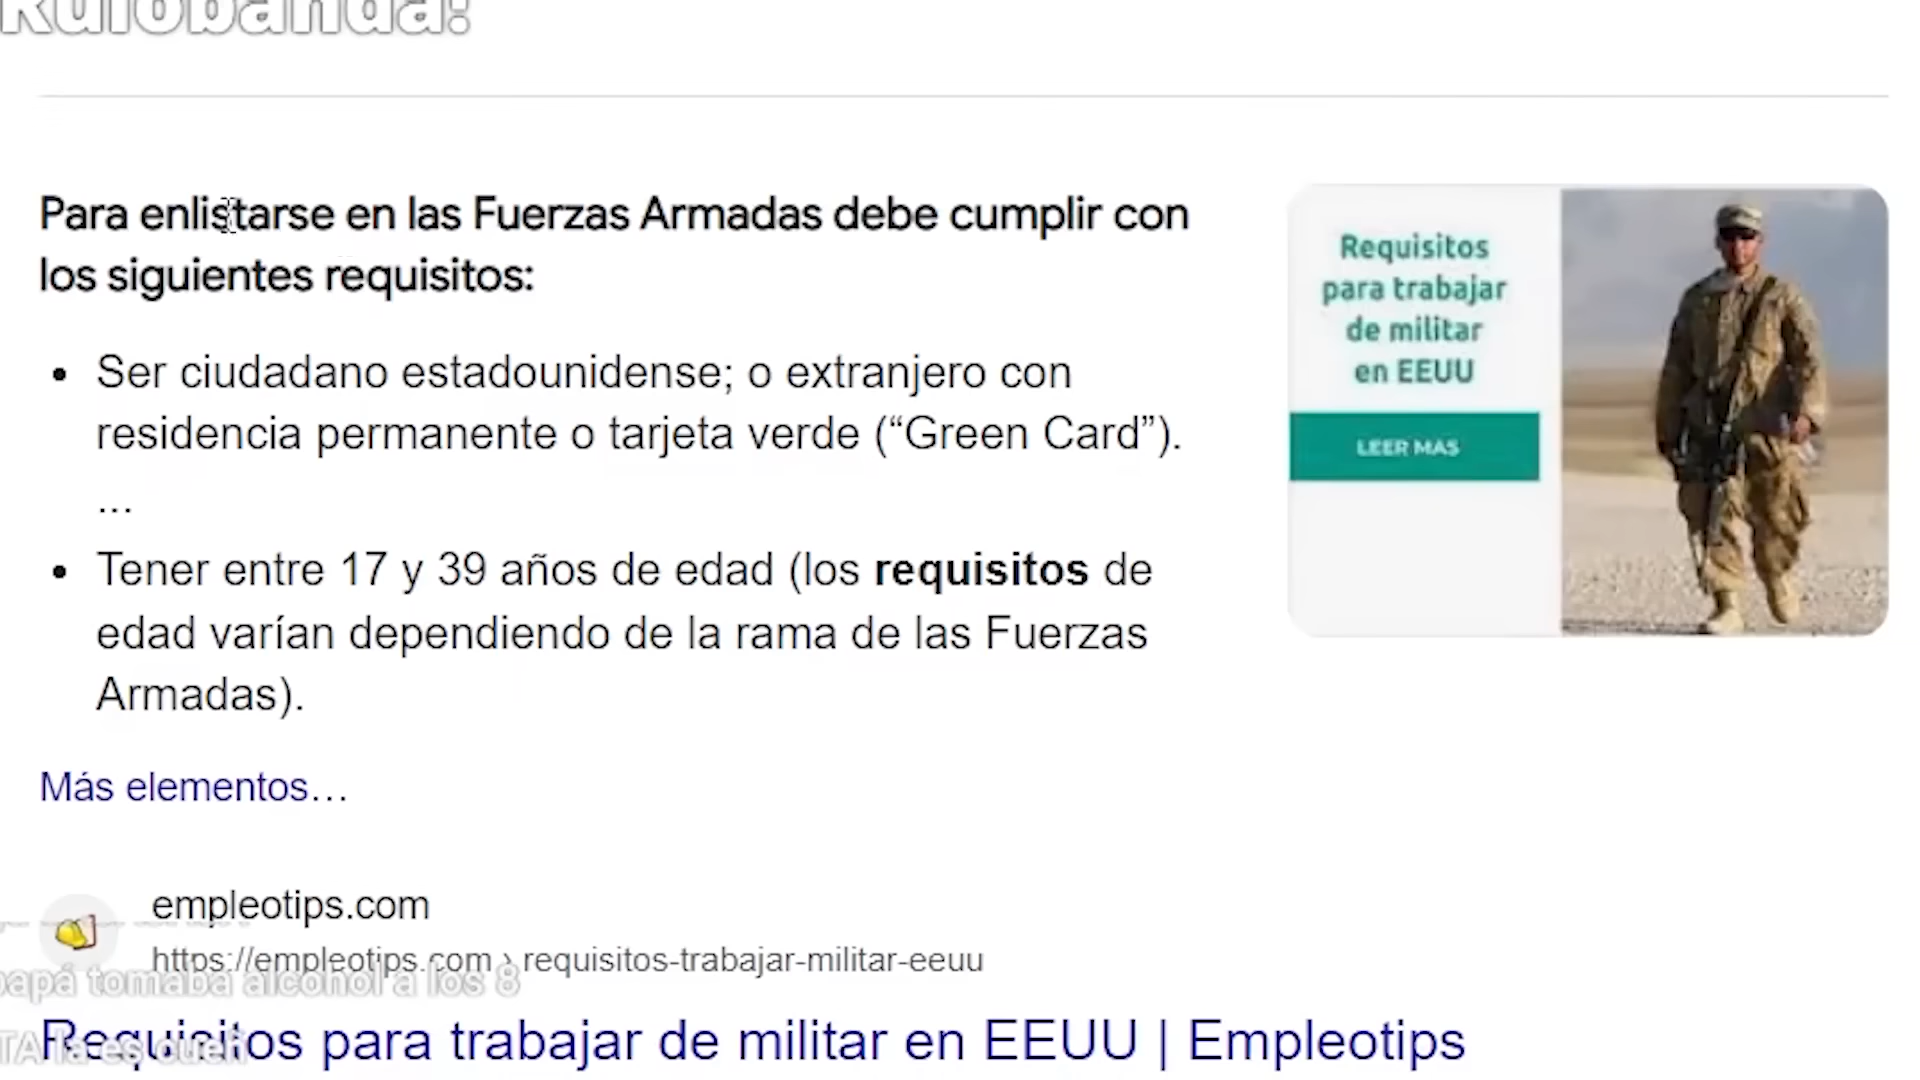 Rulobanda!
Para enlistarse en las Fuerzas Armadas debe cumplir con
los siguientes requisitos:
• Ser ciudadano estadounidense; o extranjero con
residencia permanente o tarjeta verde (“Green Card”).
...
• Tener entre 17 y 39 años de edad (los requisitos de
edad varían dependiendo de la rama de las Fuerzas
Armadas).
Más elementos...
Requisitos
para trabajar
de militar
en EEUU
LEER MAS
empleotips.com
https://empleotips.com › requisitos-trabajar-militar-eeuu
papá tomaba alcohol a los 8
Requisitos para trabajar de militar en EEUU | Empleotips